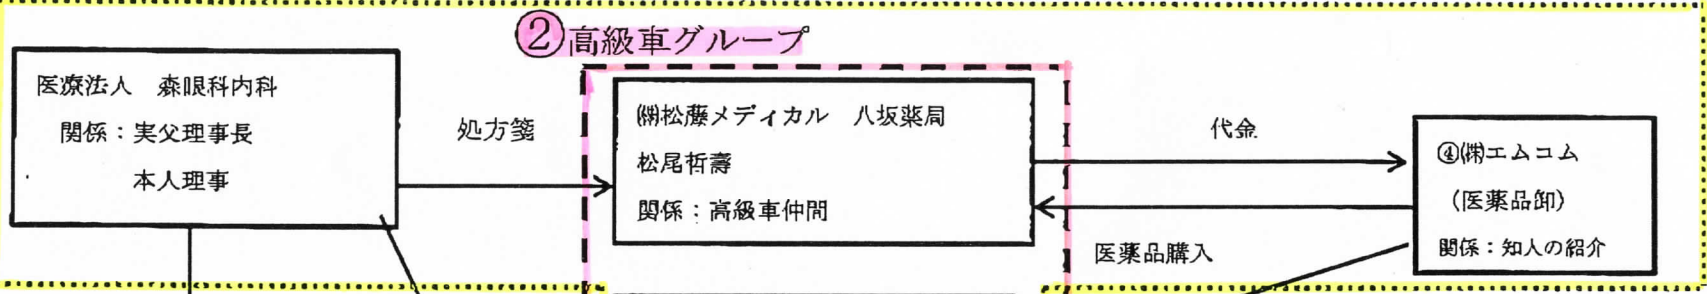 ②高級車グループ
医療法人　森眼科内科
関係：実父理事長
本人理事
処方箋
㈱松藤メディカル　八坂薬局
松尾哲壽
関係：高級車仲間
代金
医薬品購入
④㈱エムコム
(医薬品卸)
関係：知人の紹介